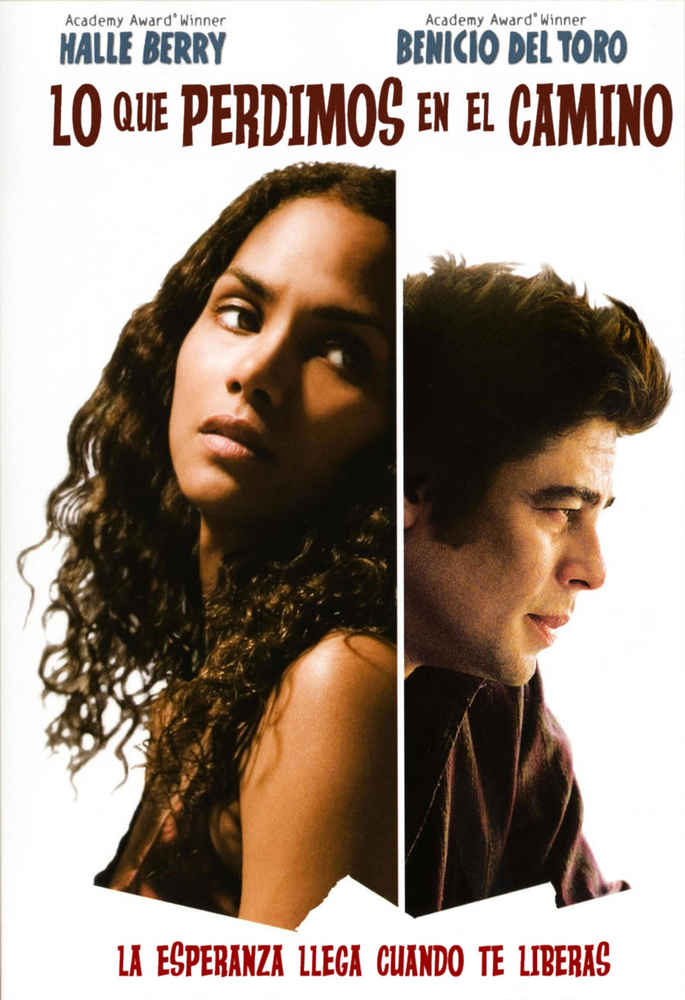 Academy Award® Winner
HALLE BERRY
Academy Award® Winner
BENICIO DEL TORO
LO QUE PERDIMOS EN EL CAMINO
LA ESPERANZA LLEGA CUANDO TE LIBERAS